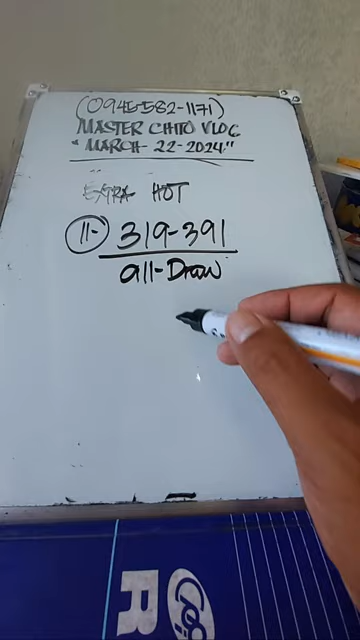 (0945-582-1171)
MASTER CHITO VLOG
"MARCH- 22-2024"
EXTRA HOT
11- 319-391
all-Draw
R